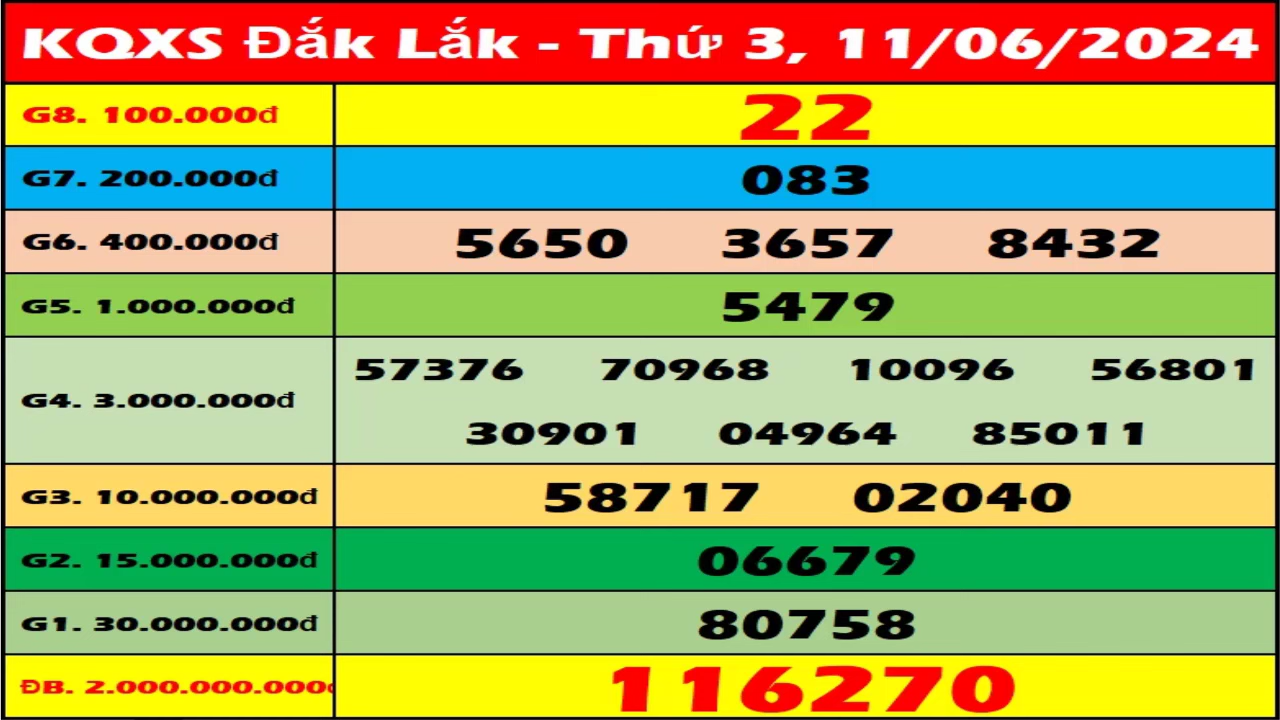 KQXS Đắk Lắk - Thứ 3, 11/06/2024
G8. 100.000đ 22
G7. 200.000đ 083
G6. 400.000đ 5650 3657 8432
G5. 1.000.000đ 5479
G4. 3.000.000đ 57376 70968 10096 56801
30901 04964 85011
G3. 10.000.000đ 58717 02040
G2. 15.000.000đ 06679
G1. 30.000.000đ 80758
ĐB. 2.000.000.000đ 116270